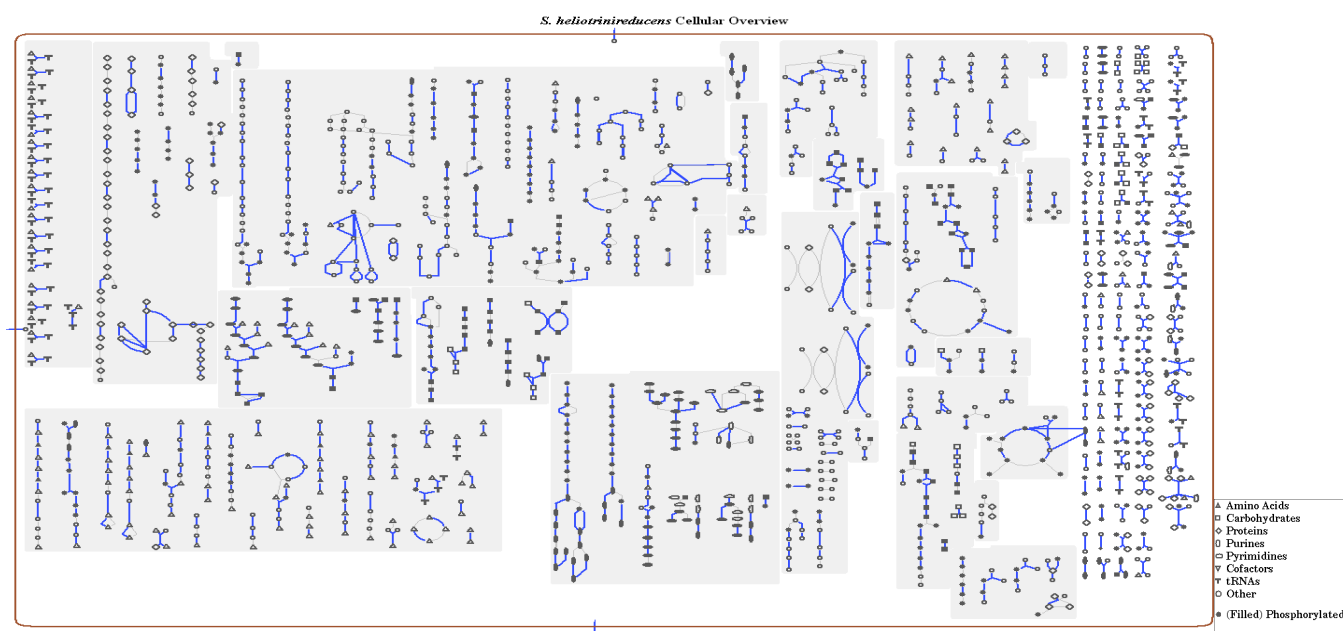 S. heliotrinireducens Cellular Overview
Amino Acids
Carbohydrates
Proteins
Purines
Pyrimidines
Cofactors
tRNAs
Other
(Filled) Phosphorylated